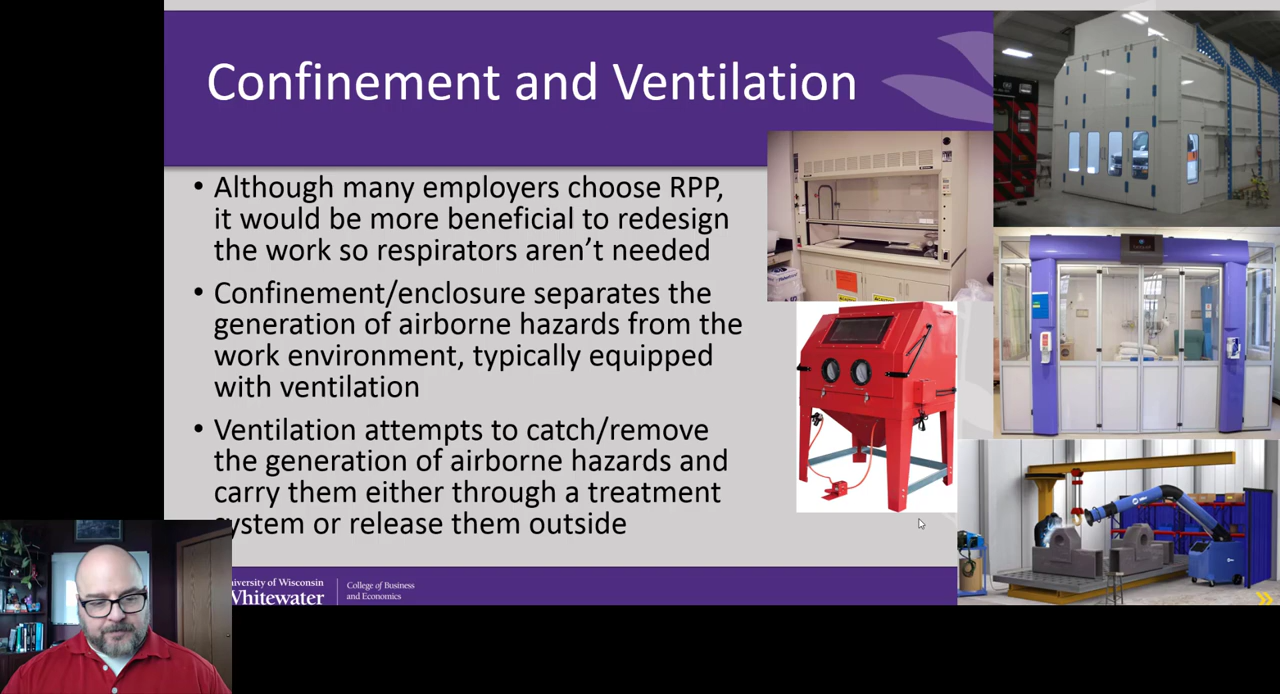 Confinement and Ventilation
• Although many employers choose RPP,
it would be more beneficial to redesign
the work so respirators aren’t needed
• Confinement/enclosure separates the
generation of airborne hazards from the
work environment, typically equipped
with ventilation
• Ventilation attempts to catch/remove
the generation of airborne hazards and
carry them either through a treatment
ystem or release them outside
niversity of Wisconsin
Whitewater
College of Business
and Economics